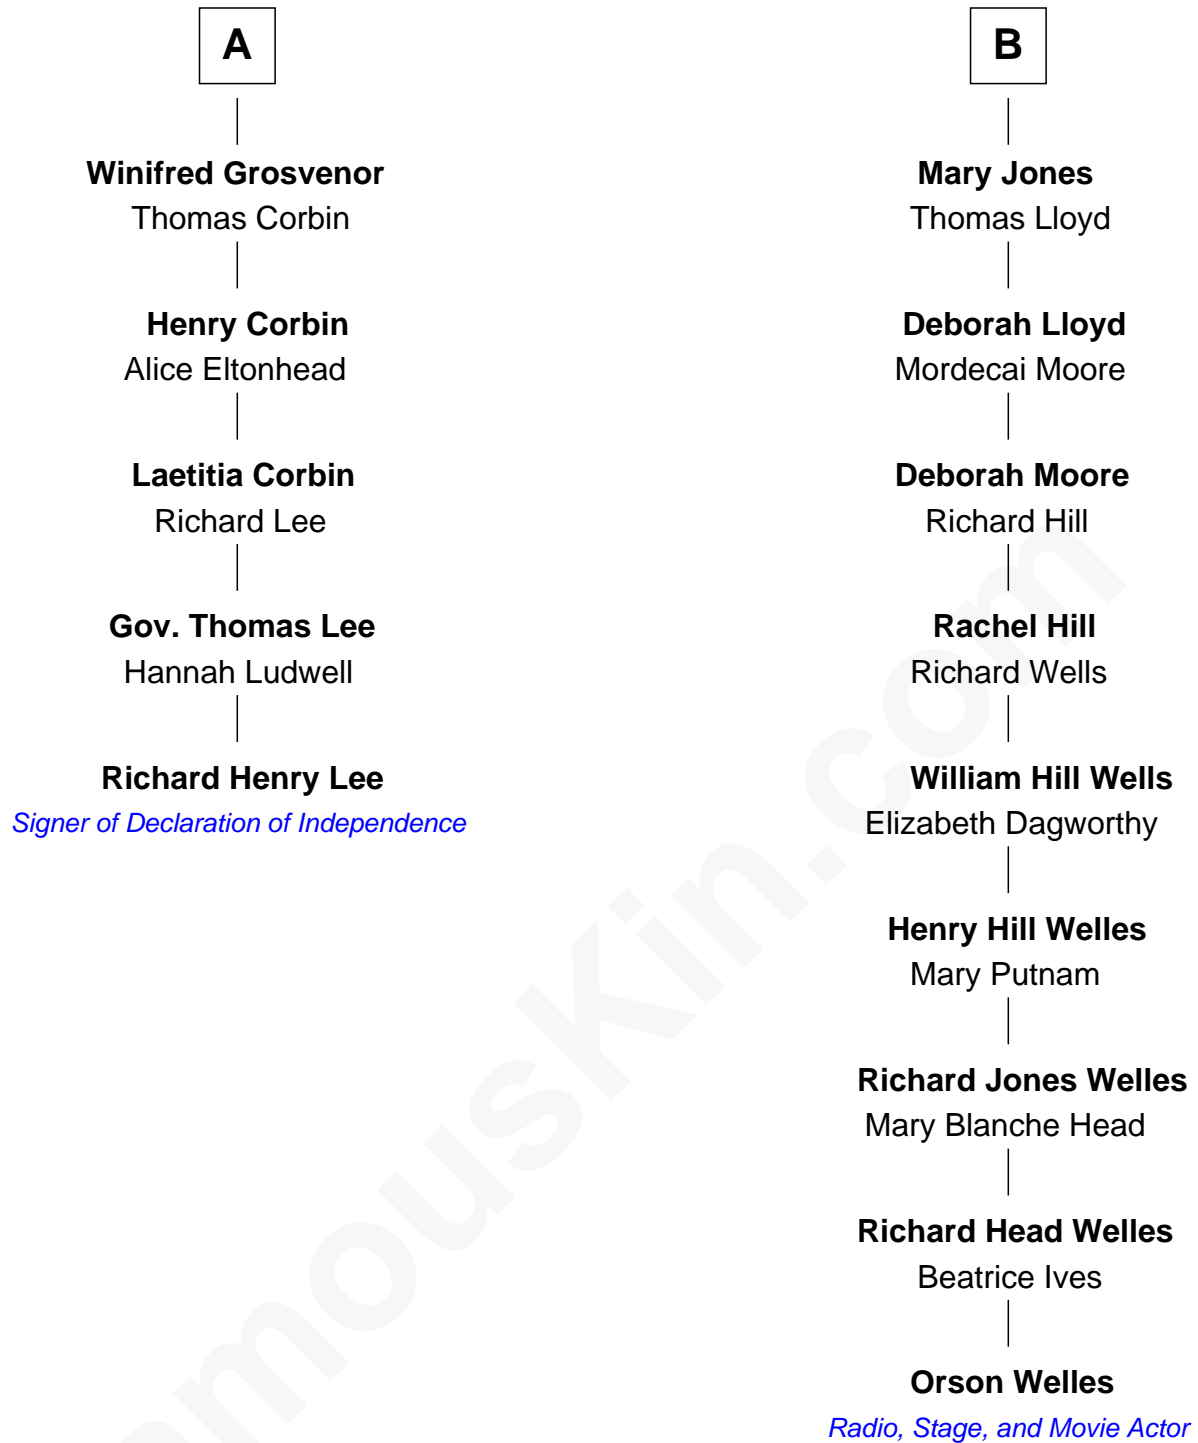 A
Winifred Grosvenor
Thomas Corbin
Henry Corbin
Alice Eltonhead
Laetitia Corbin
Richard Lee
Gov. Thomas Lee
Hannah Ludwell
Richard Henry Lee
Signer of Declaration of Independence
B
Mary Jones
Thomas Lloyd
Deborah Lloyd
Mordecai Moore
Deborah Moore
Richard Hill
Rachel Hill
Richard Wells
William Hill Wells
Elizabeth Dagworthy
Henry Hill Welles
Mary Putnam
Richard Jones Welles
Mary Blanche Head
Richard Head Welles
Beatrice Ives
Orson Welles
Radio, Stage, and Movie Actor
amousKin.com